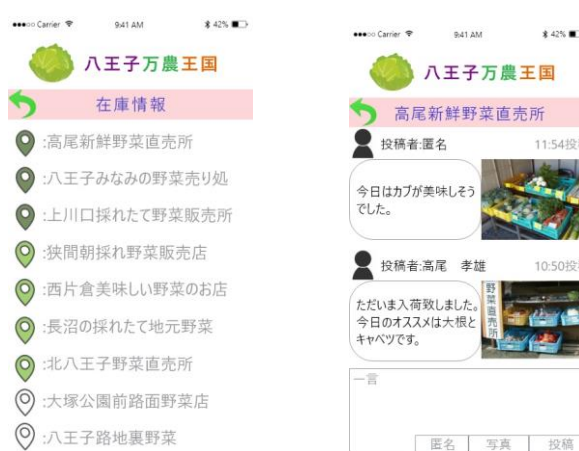 ●●●○○ Carrier 9:41 AM 42%
八王子万農王国
在庫情報
:高尾新鮮野菜直売所
:八王子みなみの野菜売り処
:上川口採れたて野菜販売所
:狭間朝採れ野菜販売店
:西片倉美味しい野菜のお店
:長沼の採れたて地元野菜
:北八王子野菜直売所
:大塚公園前路面野菜店
:八王子路地裏野菜
●●●○○ Carrier 9:41 AM 42%
八王子万農王国
高尾新鮮野菜直売所
投稿者:匿名 11:54投
今日はカブが美味しそう
でした。
投稿者:高尾 孝雄 10:50投
ただいま入荷致しました。
今日のオススメは大根と
キャベツです。
野菜直売所
一言
匿名 写真 投稿